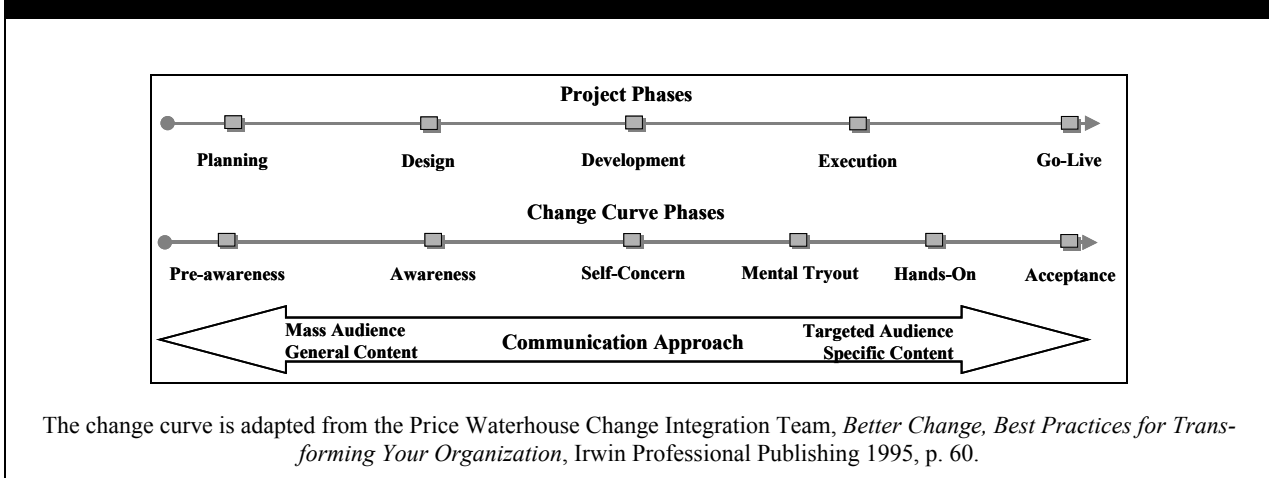 Project Phases
Planning Design Development Execution Go-Live
Change Curve Phases
Pre-awareness Awareness Self-Concern Mental Tryout Hands-On Acceptance
Mass Audience
General Content
Communication Approach
Targeted Audience
Specific Content
The change curve is adapted from the Price Waterhouse Change Integration Team, Better Change, Best Practices for Trans-
forming Your Organization, Irwin Professional Publishing 1995, p. 60.